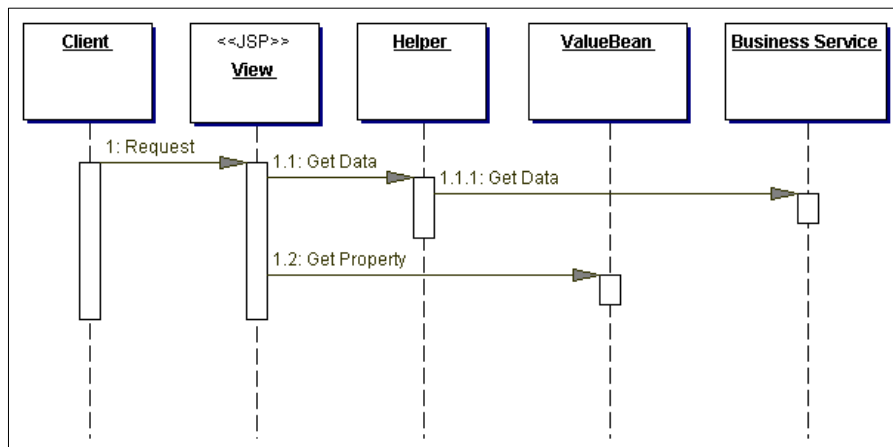 Client
<<JSP>>
View
Helper
ValueBean
Business Service
1: Request
1.1: Get Data
1.1.1: Get Data
1.2: Get Property